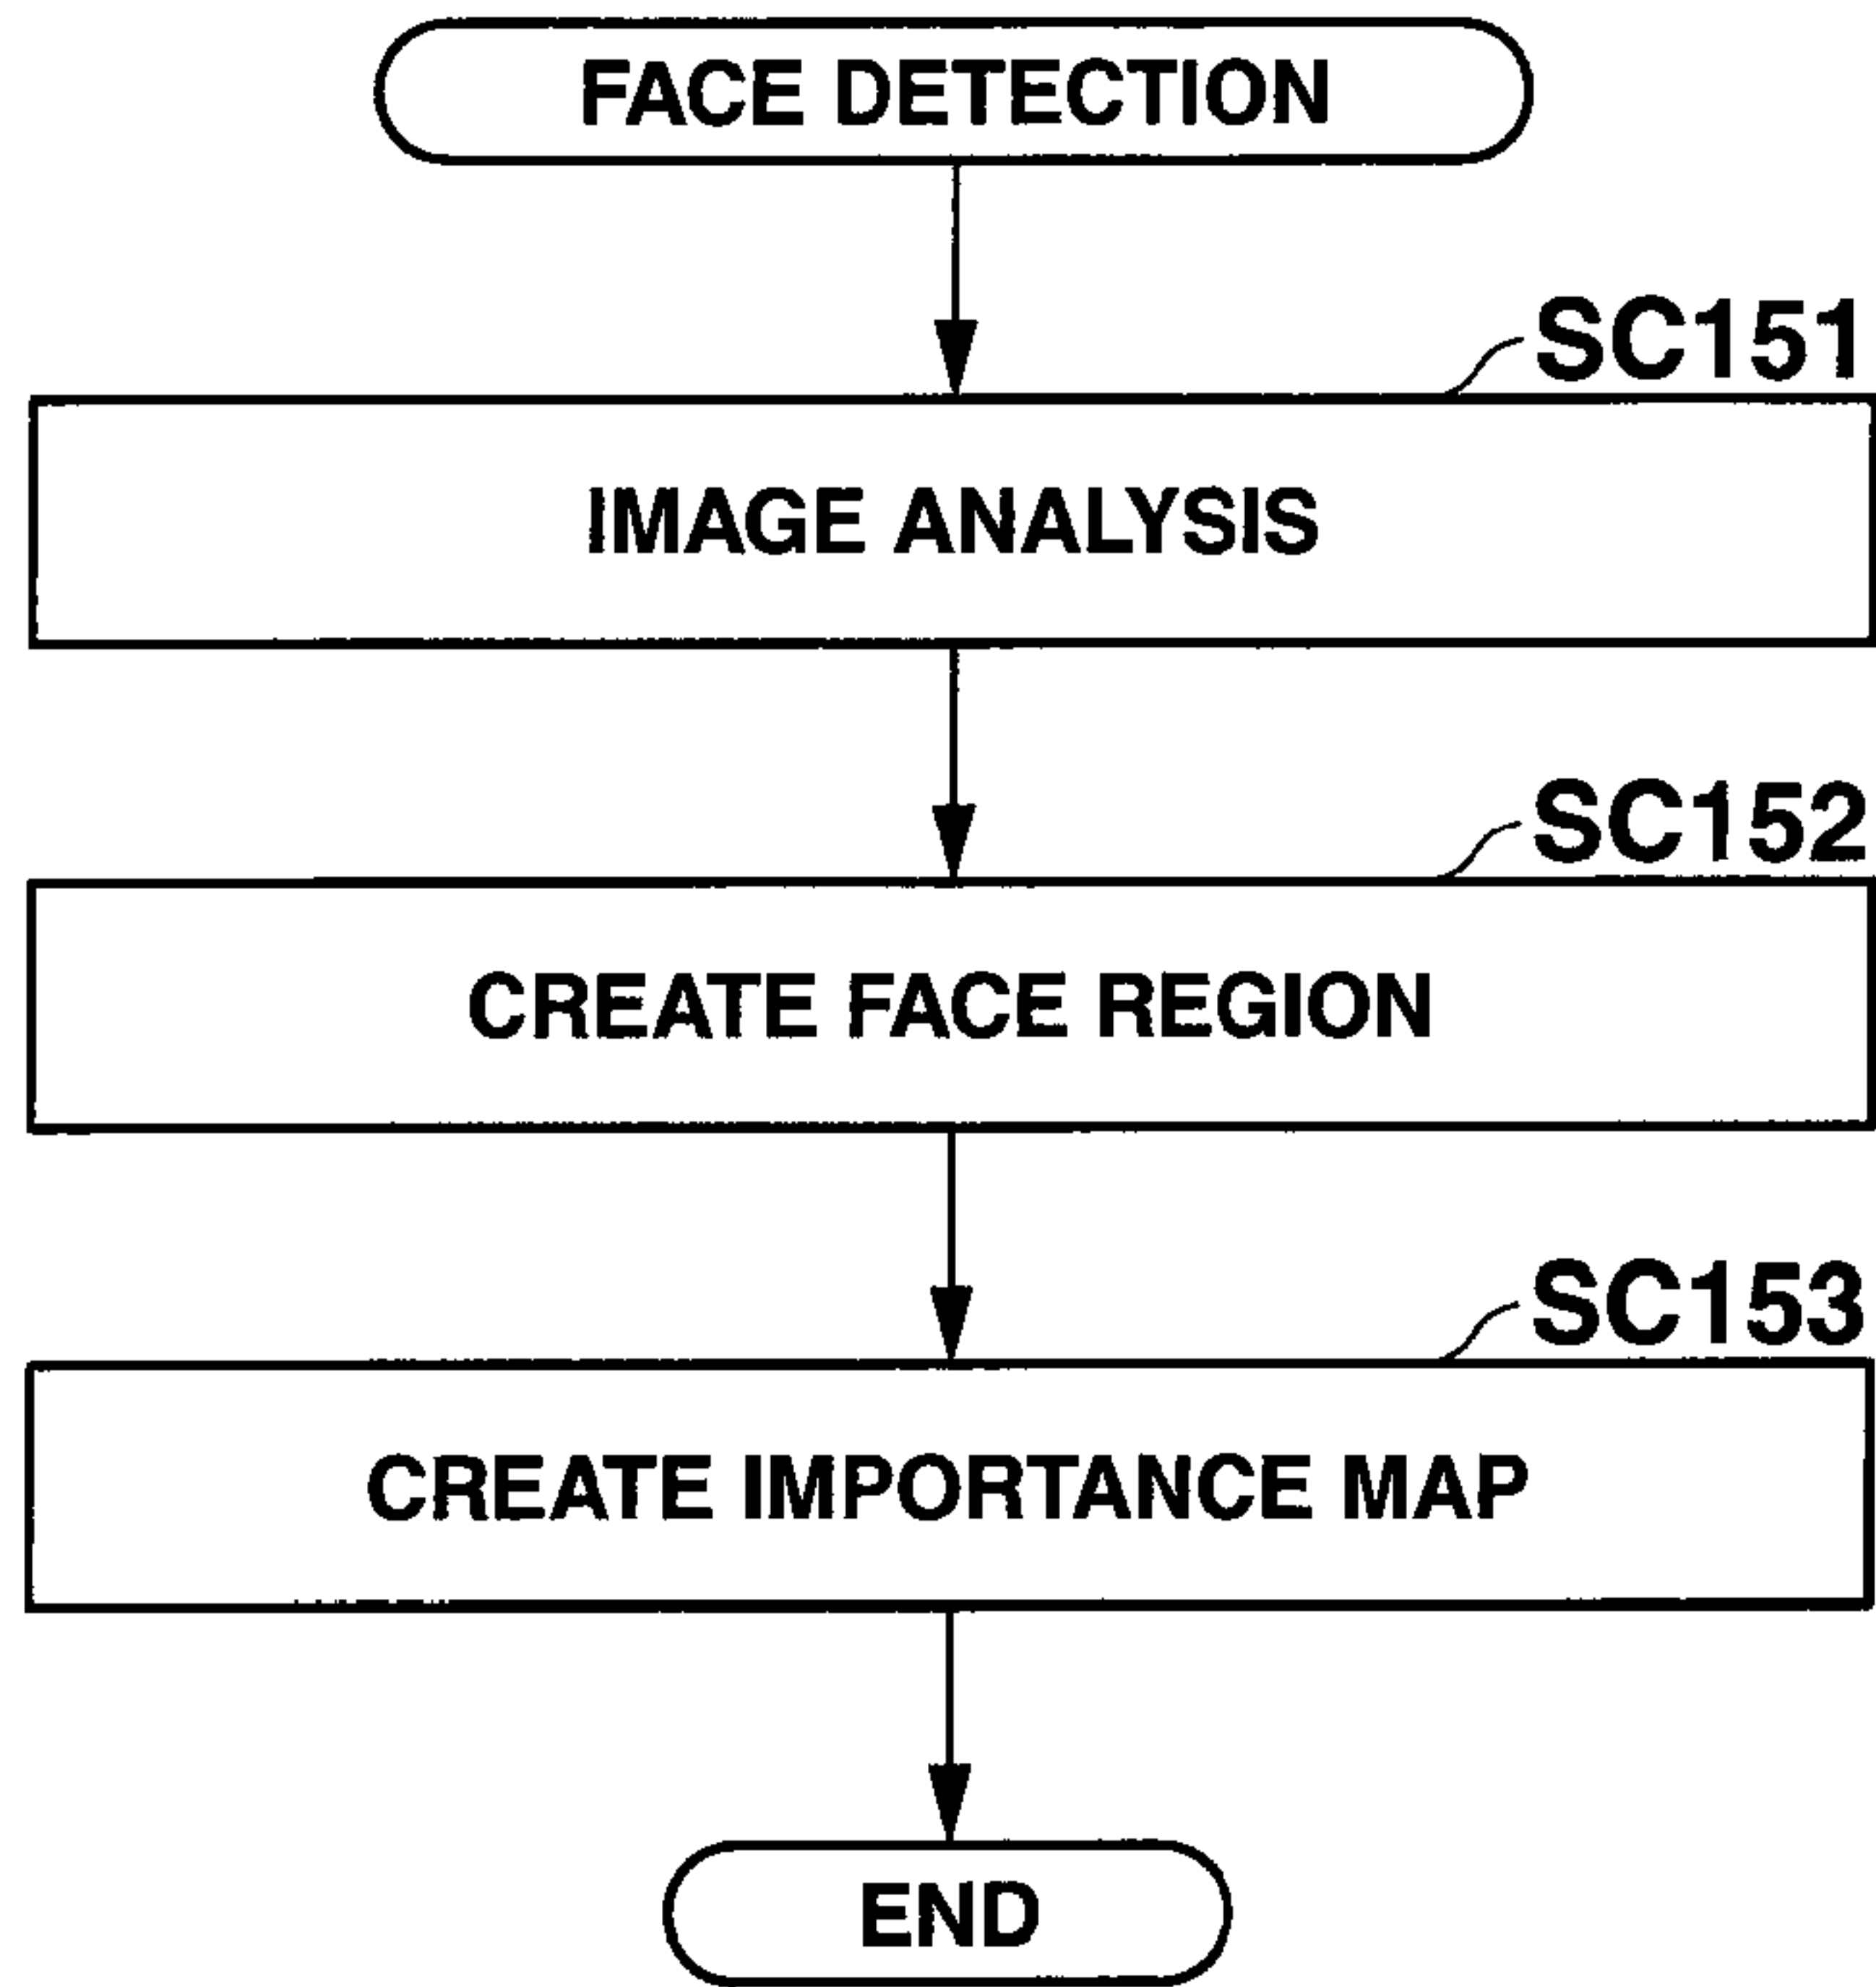 FACE DETECTION
SC151
IMAGE ANALYSIS
SC152
CREATE FACE REGION
SC153
CREATE IMPORTANCE MAP
END